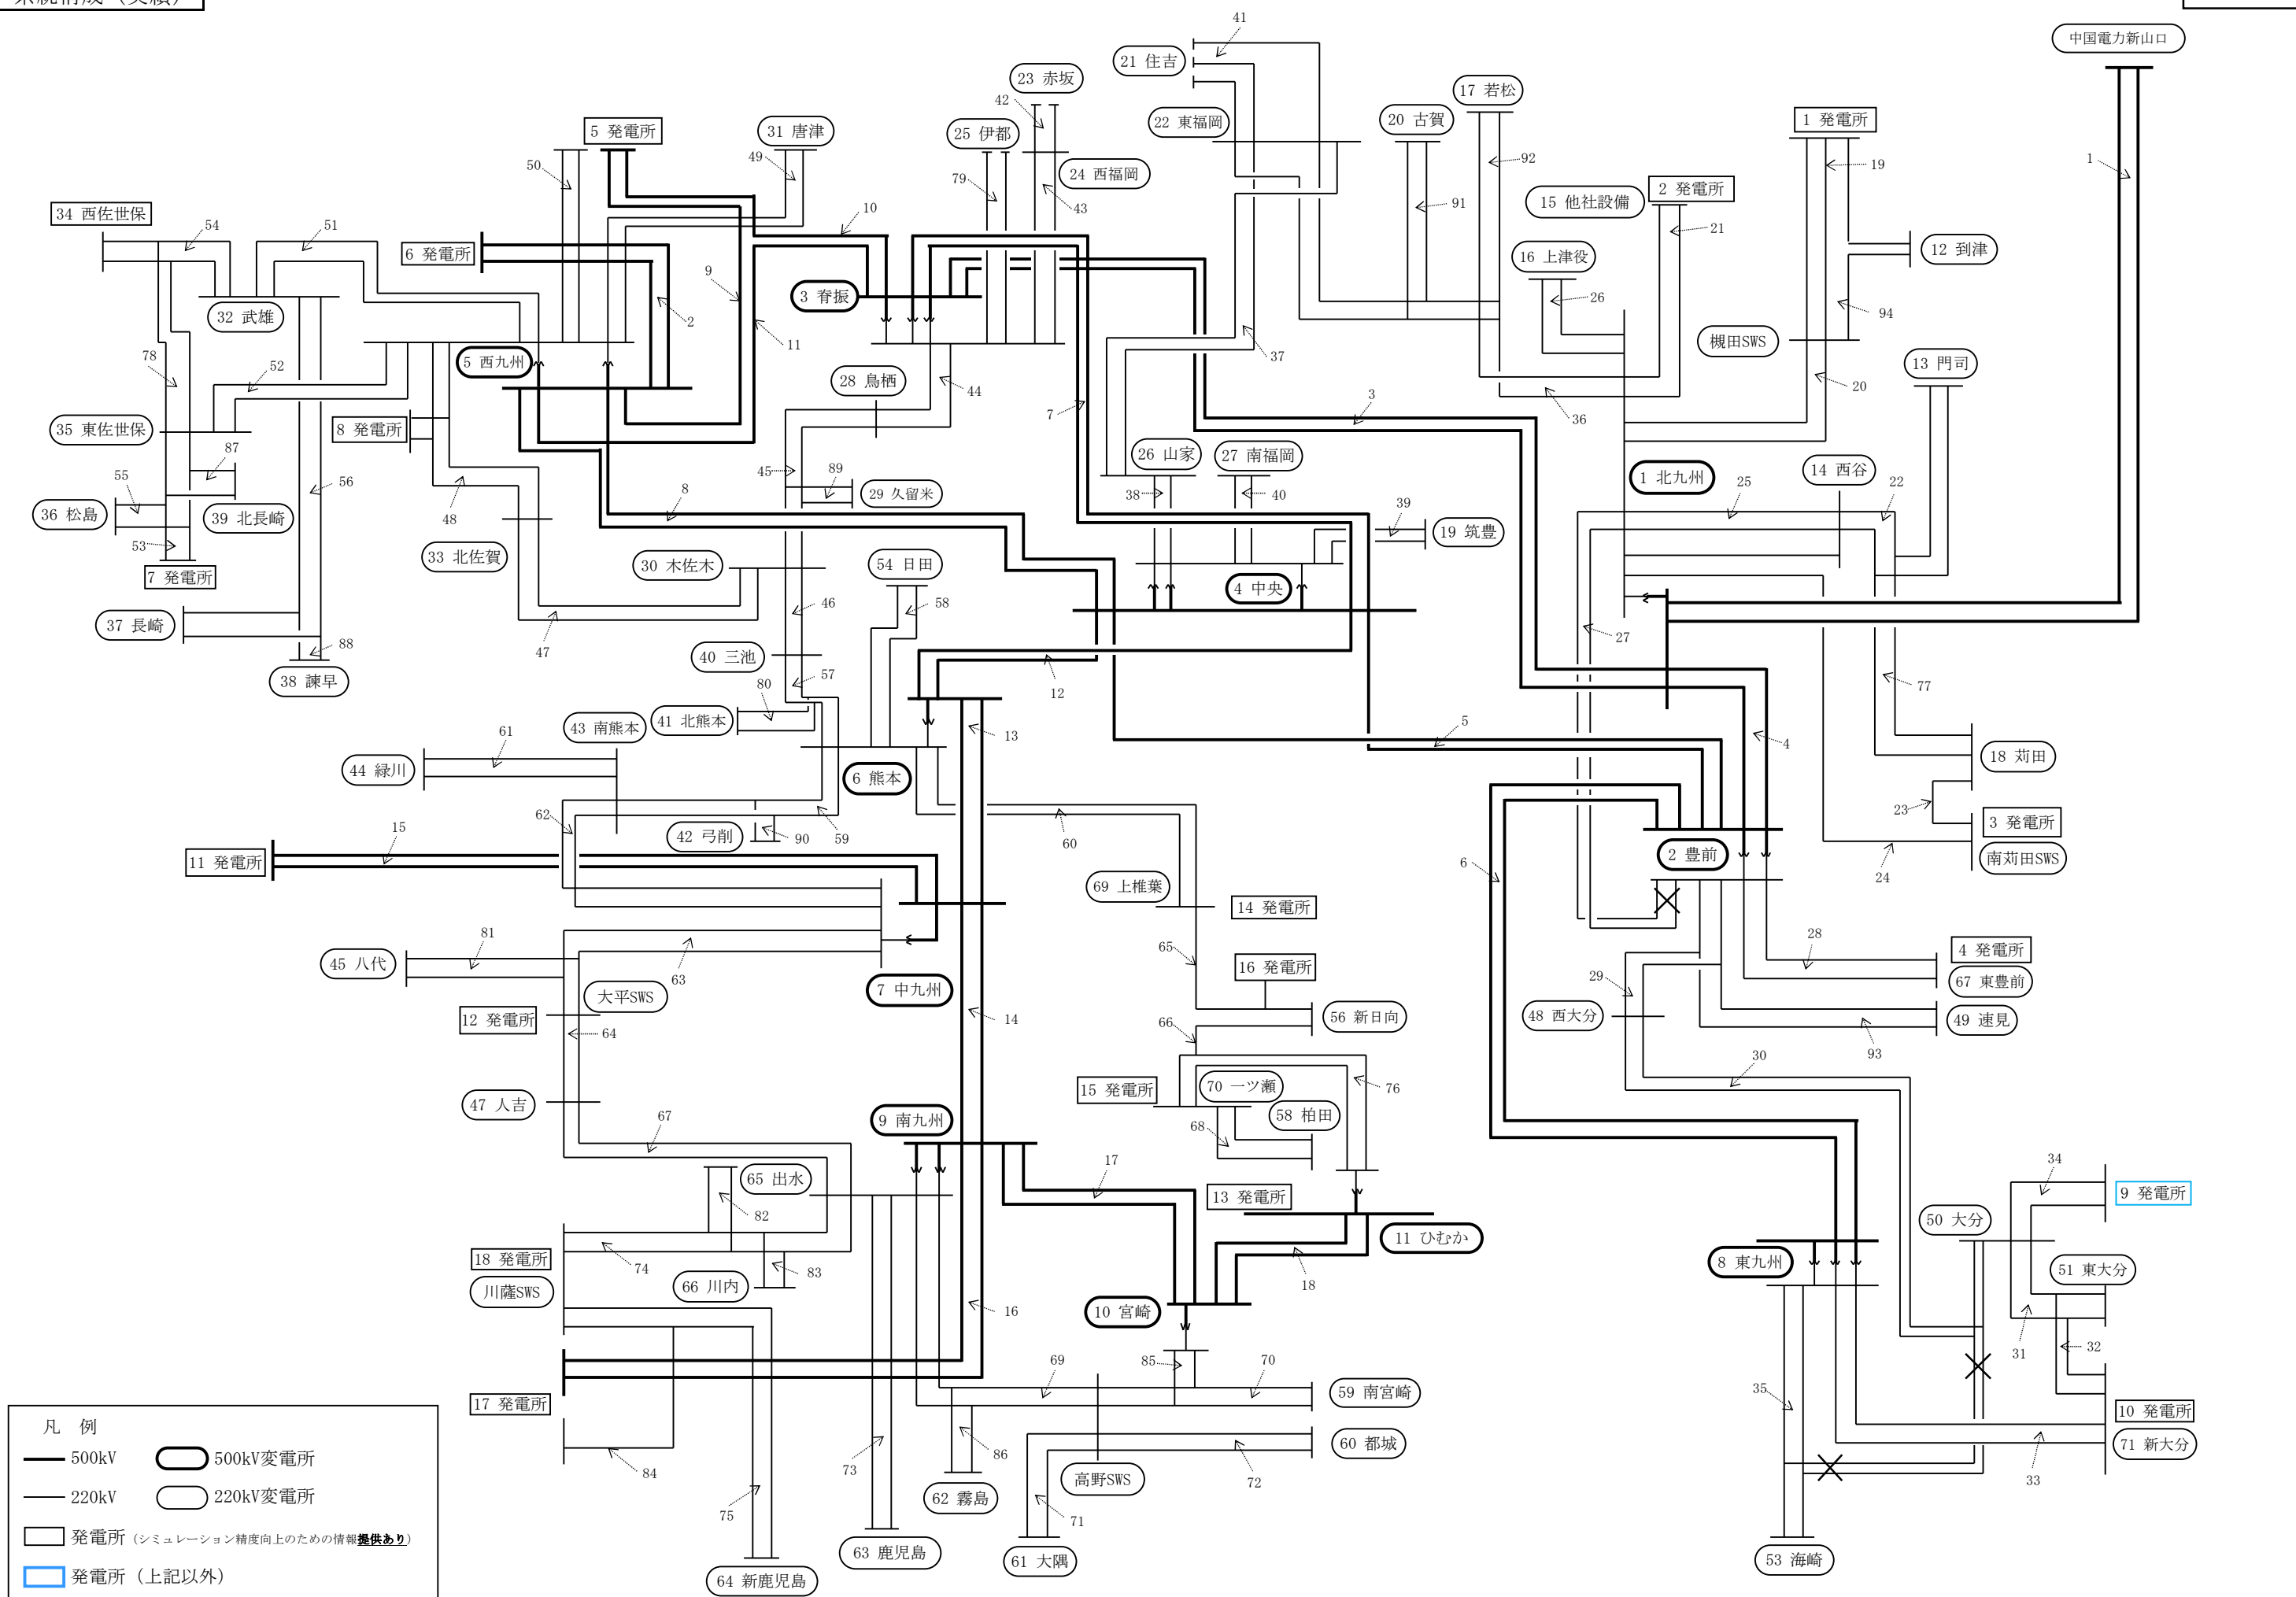 系統構成（実績）
中国電力新山口
41
21 住吉
23 赤坂
42
17 若松
22 東福岡
20 古賀
1 発電所
5 発電所
31 唐津
25 伊都
24 西福岡
50
49
79
43
92
19
1
15 他社設備
2 発電所
91
21
34 西佐世保
54
51
10
6 発電所
16 上津役
12 到津
9
3 脊振
2
11
26
94
32 武雄
槻田SWS
37
13 門司
78
52
5 西九州
28 鳥栖
44
7
3
36
20
35 東佐世保
8 発電所
87
26 山家
27 南福岡
1 北九州
14 西谷
55
56
45
89
29 久留米
38
40
39
25
22
36 松島
39 北長崎
48
8
19 筑豊
53
33 北佐賀
30 木佐木
54 日田
7 発電所
4 中央
46
58
37 長崎
47
88
40 三池
27
38 諫早
57
80
12
77
43 南熊本
41 北熊本
61
13
5
4
44 緑川
6 熊本
18 苅田
62
42 弓削
90
59
60
23
3 発電所
15
11 発電所
2 豊前
南苅田SWS
6
24
69 上椎葉
14 発電所
81
28
45 八代
63
65
16 発電所
4 発電所
67 東豊前
大平SWS
7 中九州
29
12 発電所
64
14
66
56 新日向
48 西大分
49 速見
93
30
15 発電所
70 一ツ瀬
76
47 人吉
67
9 南九州
68
58 柏田
17
34
65 出水
82
13 発電所
9 発電所
11 ひむか
50 大分
18 発電所
74
83
8 東九州
51 東大分
川薩SWS
66 川内
18
10 宮崎
16
31
32
85
69
70
17 発電所
59 南宮崎
35
10 発電所
84
73
86
60 都城
71 新大分
75
高野SWS
72
33
62 霧島
71
63 鹿児島
61 大隅
53 海崎
64 新鹿児島
凡　例
500kV
500kV変電所
220kV
220kV変電所
発電所（シミュレーション精度向上のための情報提供あり）
発電所（上記以外）